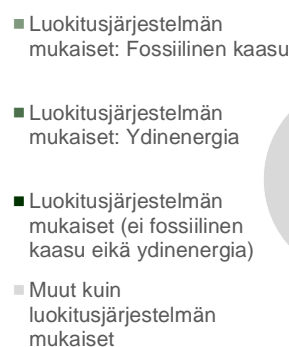 Luokitusjärjestelmän
mukaiset: Fossiilinen kaasu
Luokitusjärjestelmän
mukaiset: Ydinenergia
Luokitusjärjestelmän
mukaiset (ei fossiilinen
kaasu eikä ydinenergia)
Muut kuin
luokitusjärjestelmän
mukaiset